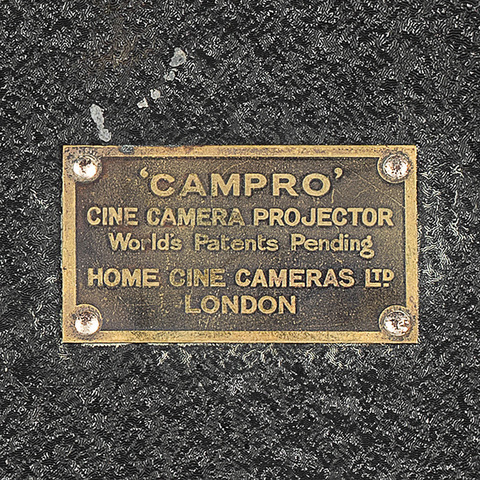 'CAMPRO'
CINE CAMERA PROJECTOR
World's Patents Pending
HOME CINE CAMERAS LTD
LONDON